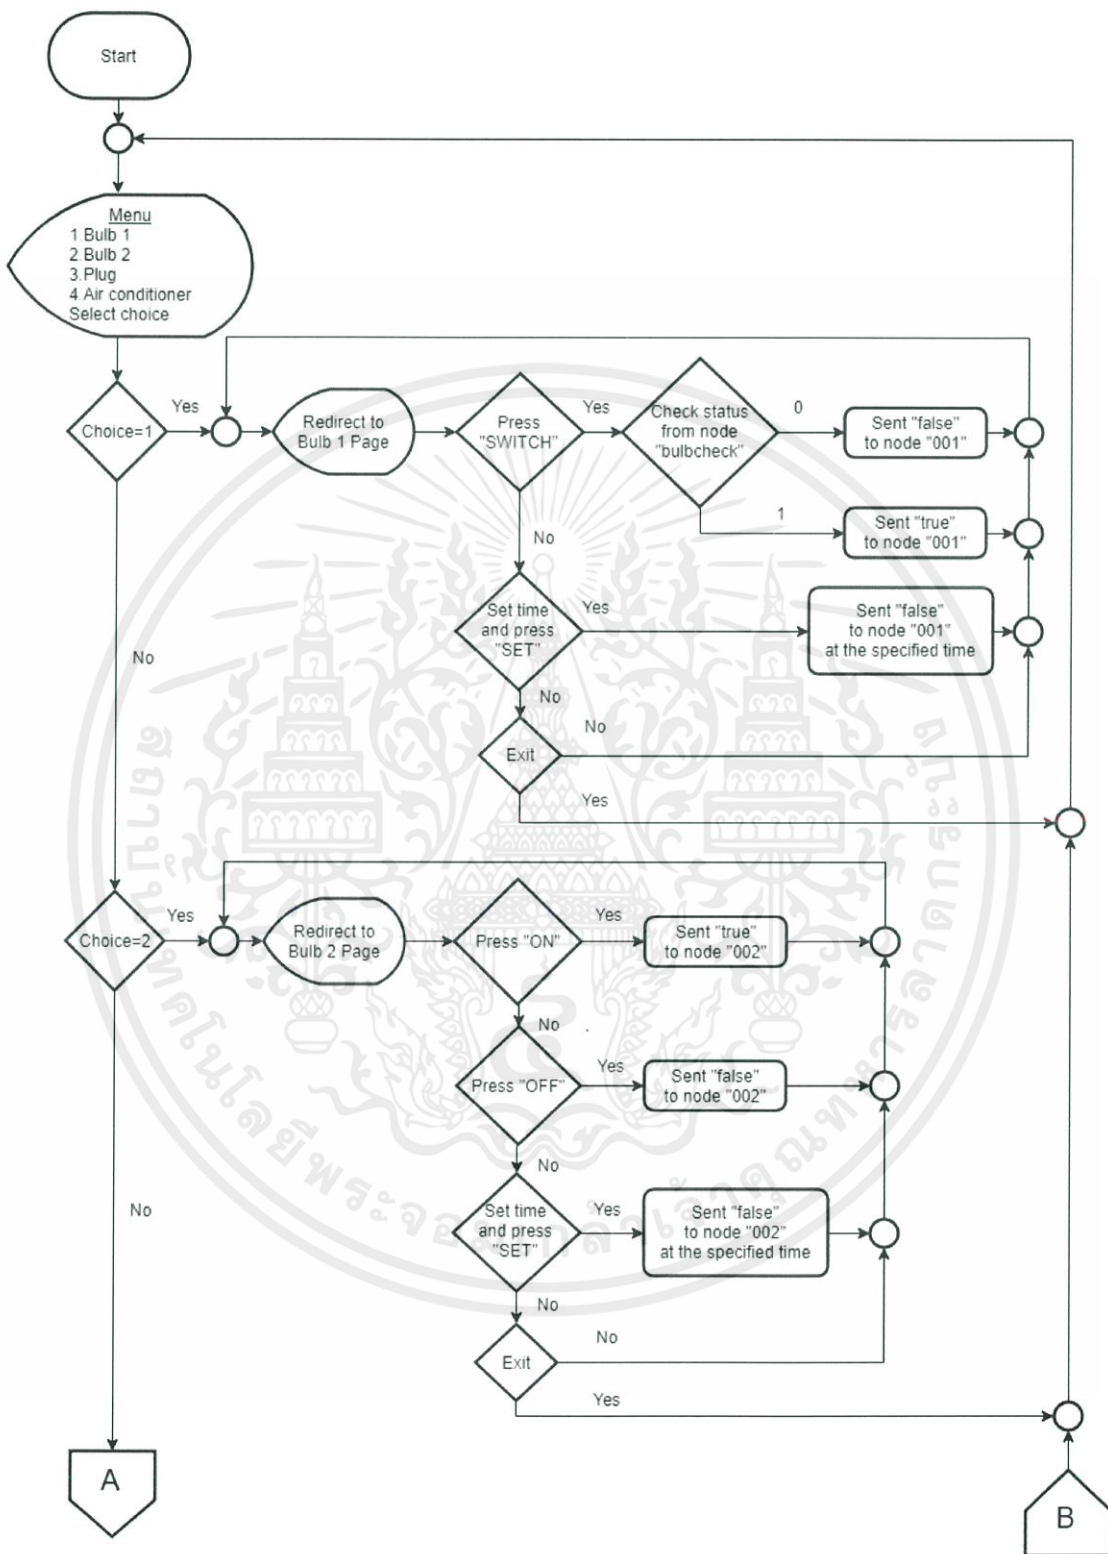 Start
Menu
1.Bulb 1
2.Bulb 2
3.Plug
4.Air conditioner
Select choice
Choice=1
Yes
No
Redirect to
Bulb 1 Page
Press
"SWITCH"
Yes
No
Check status
from node
"bulbcheck"
0
1
Sent "false"
to node "001"
Sent "true"
to node "001"
Set time
and press
"SET"
Yes
No
Sent "false"
to node "001"
at the specified time
Exit
No
Yes
Choice=2
Yes
No
Redirect to
Bulb 2 Page
Press "ON"
Yes
No
Sent "true"
to node "002"
Press "OFF"
Yes
No
Sent "false"
to node "002"
Set time
and press
"SET"
Yes
No
Sent "false"
to node "002"
at the specified time
Exit
No
Yes
A
B